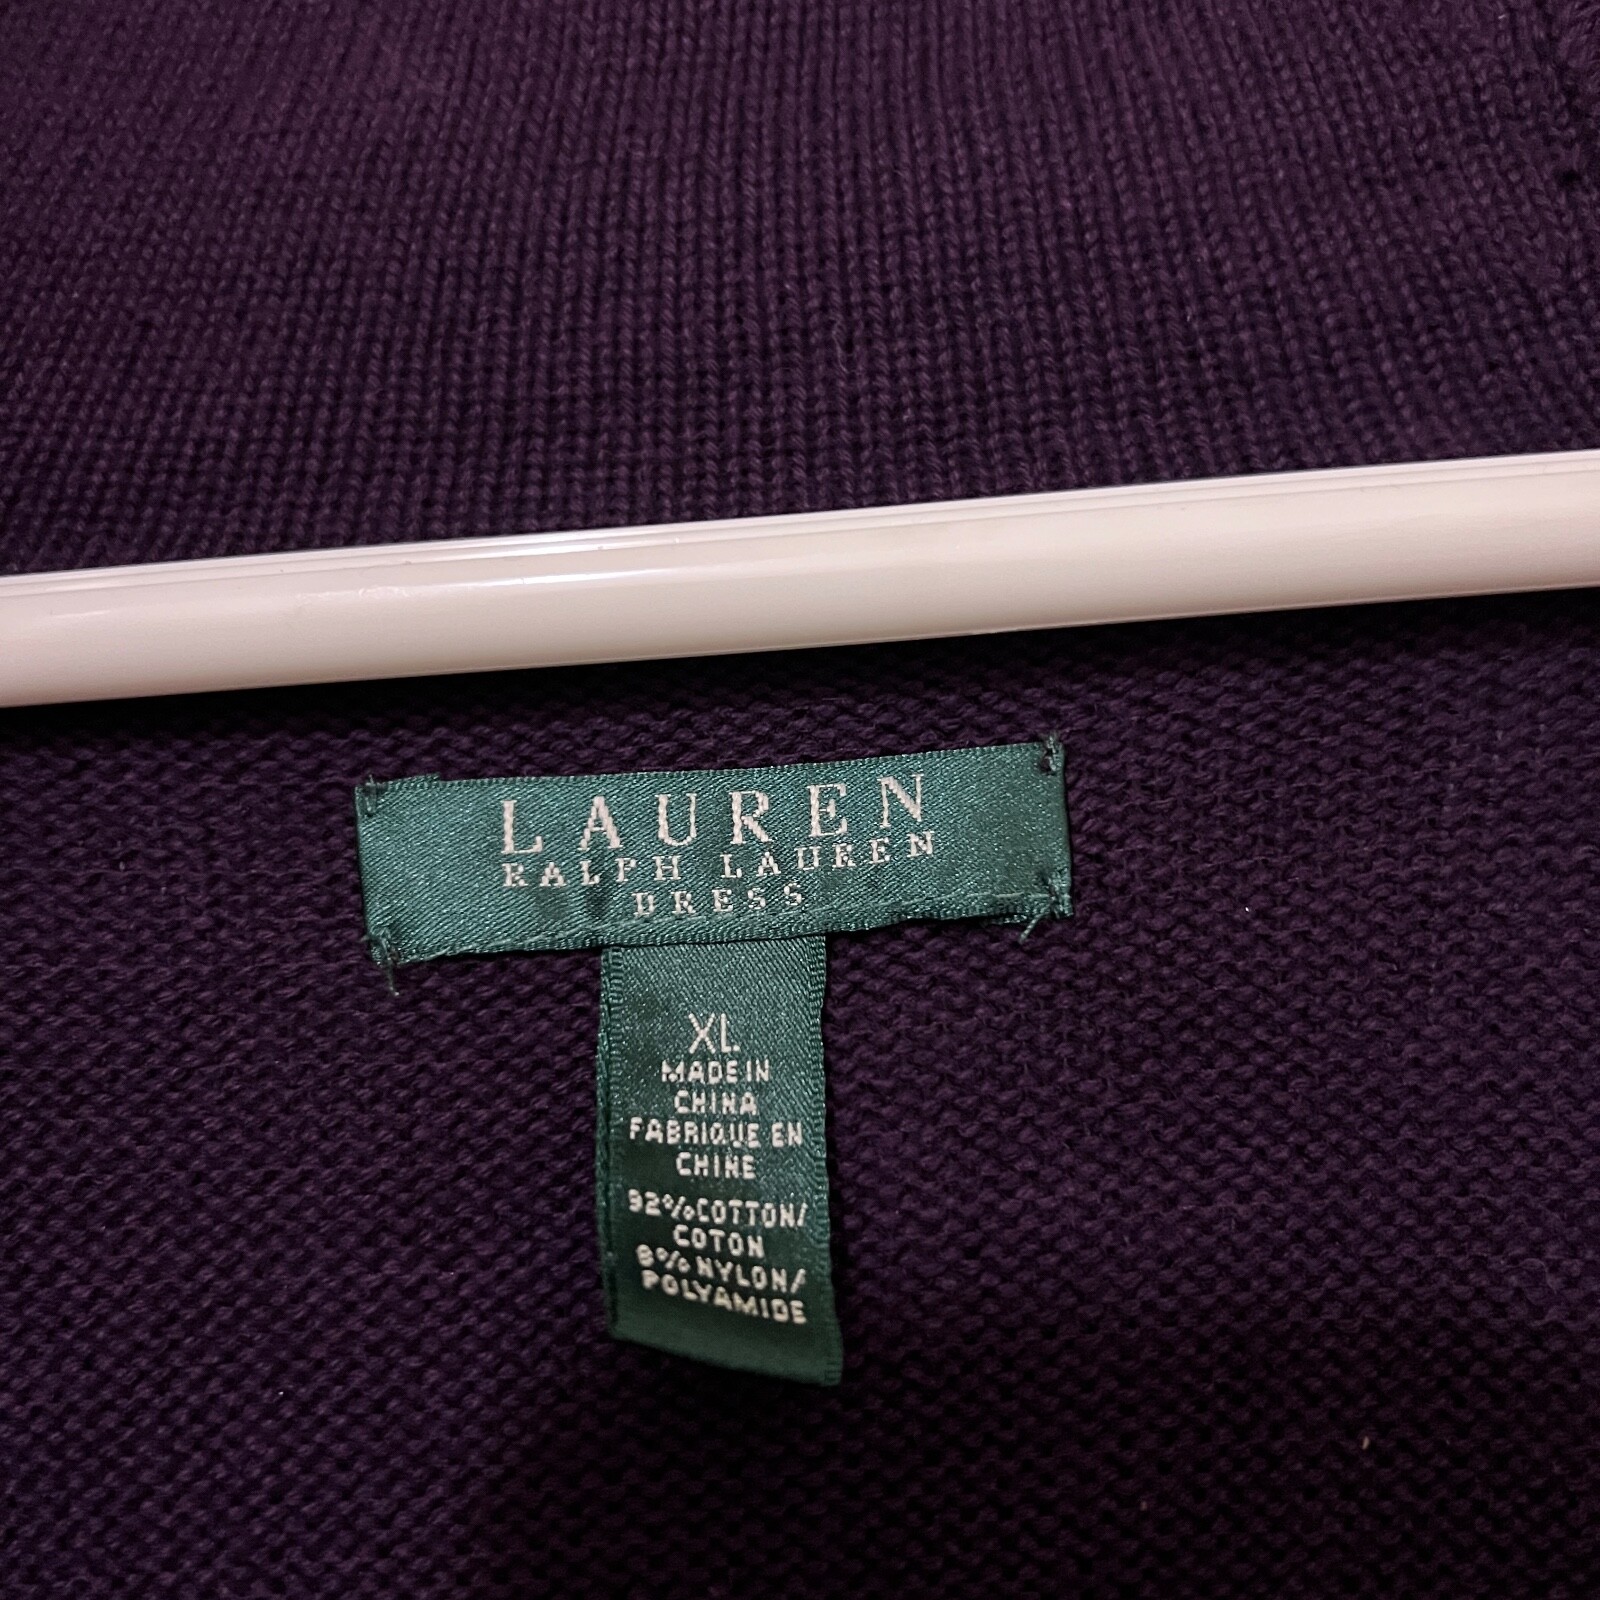 LAUREN
RALPH LAUREN
DRESS
XL
MADE IN
CHINA
FABRIQUE EN
CHINE
92% COTTON/
COTON
8% NYLON/
POLYAMIDE